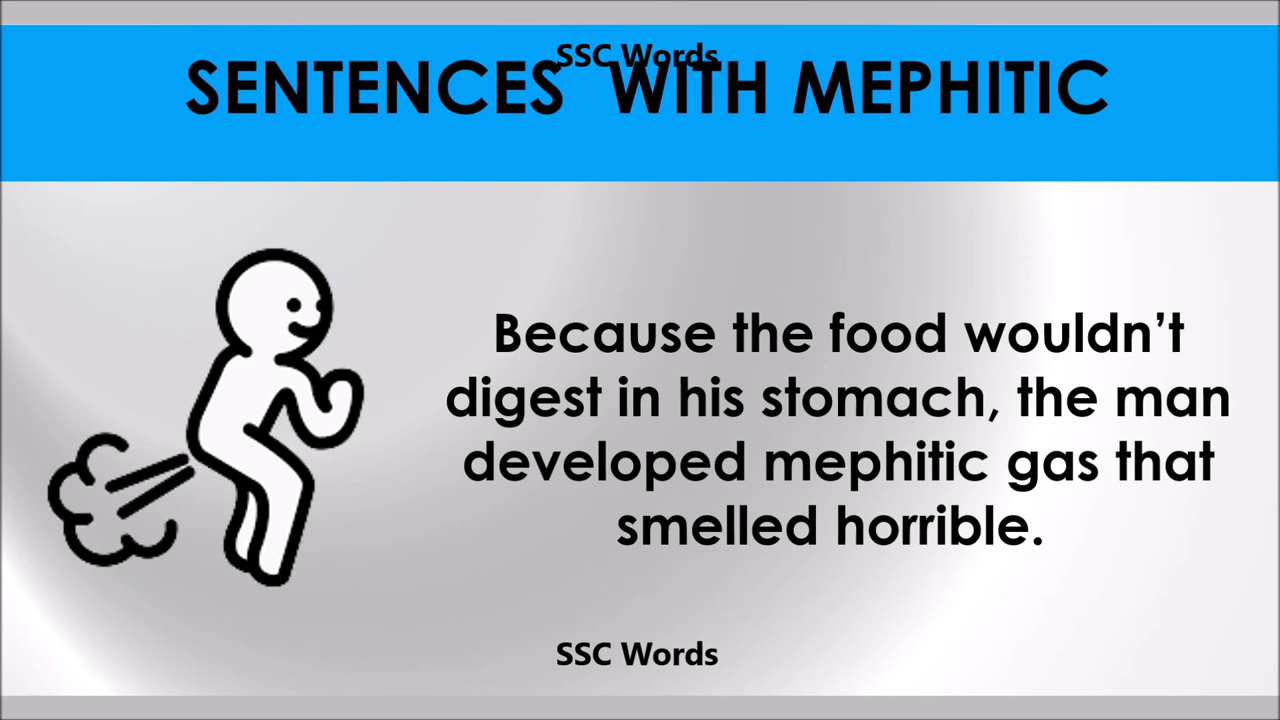 SSC Words
SENTENCES WITH MEPHITIC
Because the food wouldn’t
digest in his stomach, the man
developed mephitic gas that
smelled horrible.
SSC Words